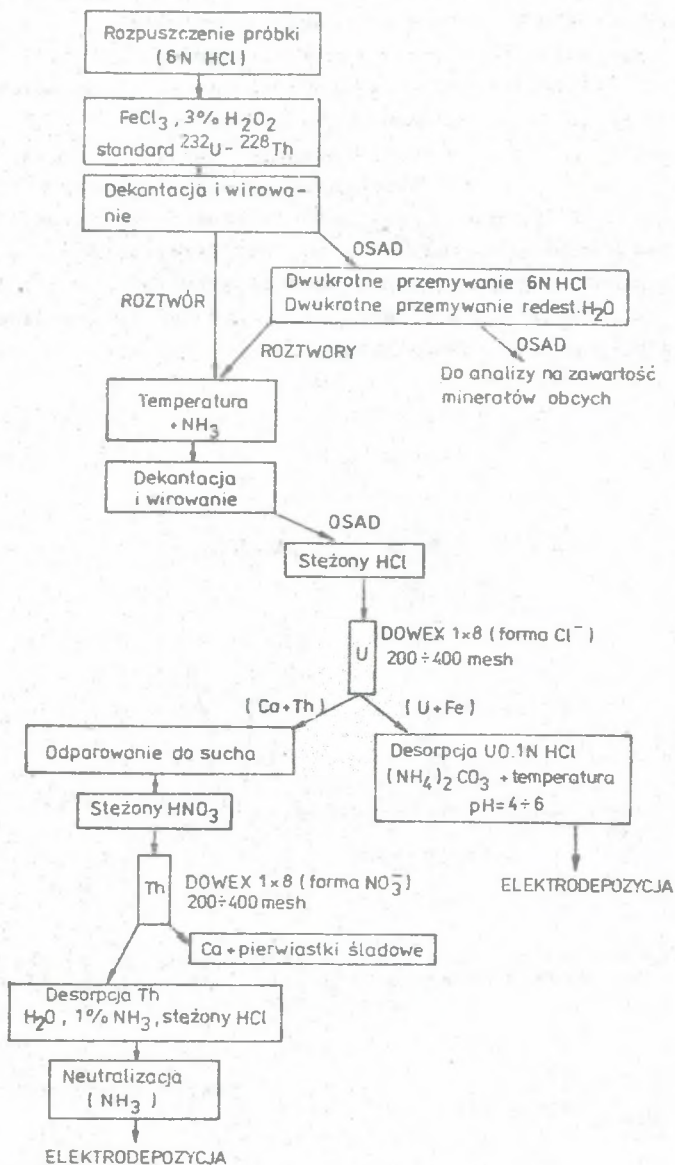 Rozpuszczenie próbki
(6N HCl)
FeCl₃, 3% H₂O₂
standard ²³²U- ²²⁸Th
Dekantacja i wirowa-
nie
OSAD
ROZTWÓR
Dwukrotne przemywanie 6N HCl
Dwukrotne przemywanie redest. H₂O
ROZTWORY
OSAD
Do analizy na zawartość
minerałów obcych
Temperatura
+NH₃
Dekantacja
i wirowanie
OSAD
Stężony HCl
U
DOWEX 1×8 (forma Cl⁻)
200÷400 mesh
(Ca+Th)
(U+Fe)
Odparowanie do sucha
Desorpcja U0.1N HCl
(NH₄)₂CO₃ +temperatura
pH=4÷6
Stężony HNO₃
ELEKTRODEPOZYCJA
Th
DOWEX 1×8 (forma NO₃⁻)
200÷400 mesh
Ca+pierwiastki śladowe
Desorpcja Th
H₂O, 1% NH₃, stężony HCl
Neutralizacja
(NH₃)
ELEKTRODEPOZYCJA